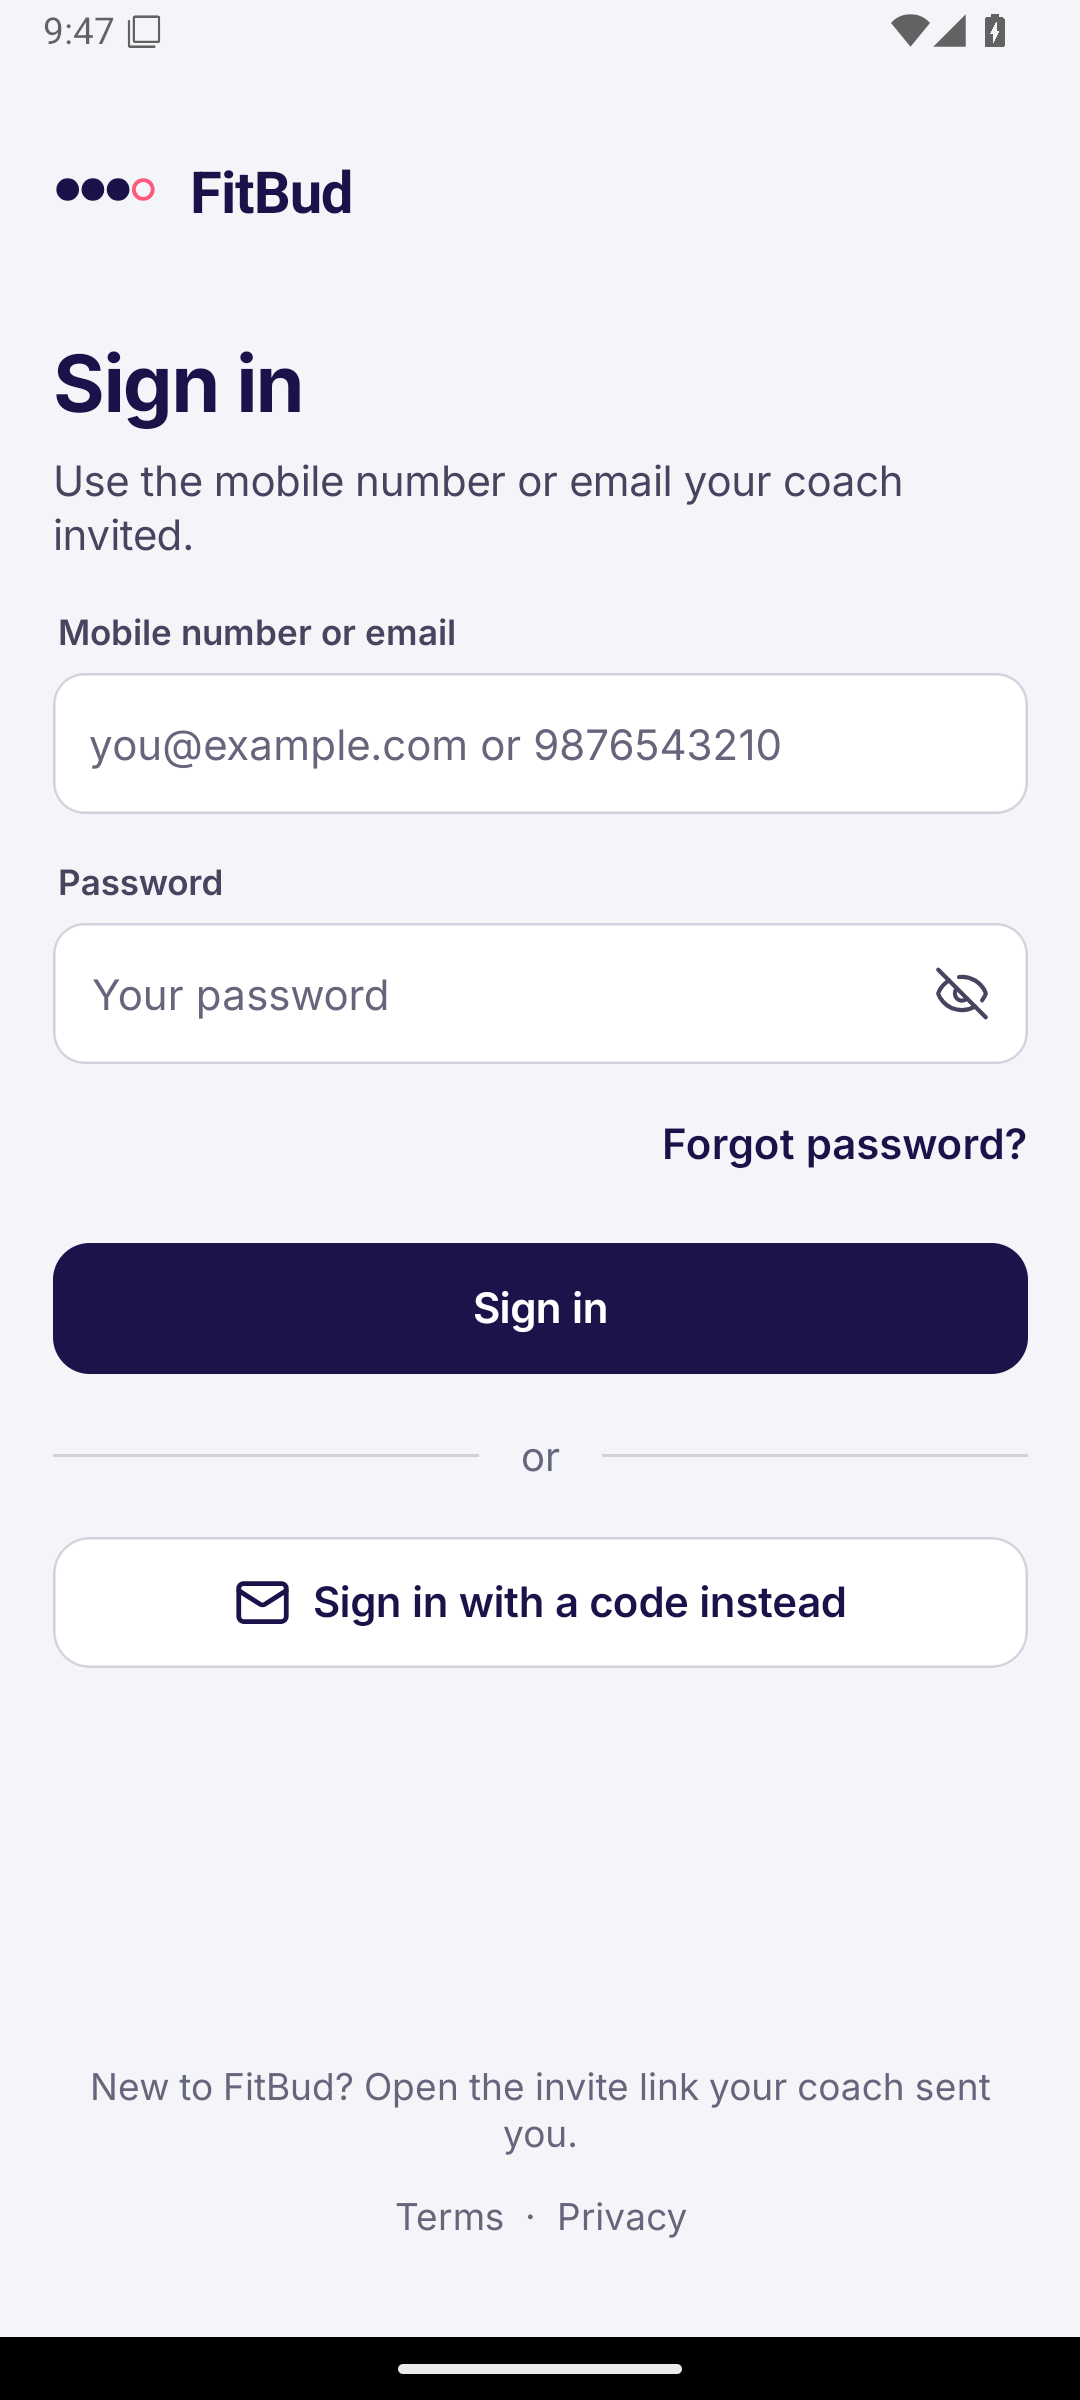 9:47
FitBud
Sign in
Use the mobile number or email your coach
invited.
Mobile number or email
you@example.com or 9876543210
Password
Your password
Forgot password?
Sign in
or
Sign in with a code instead
New to FitBud? Open the invite link your coach sent
you.
Terms · Privacy